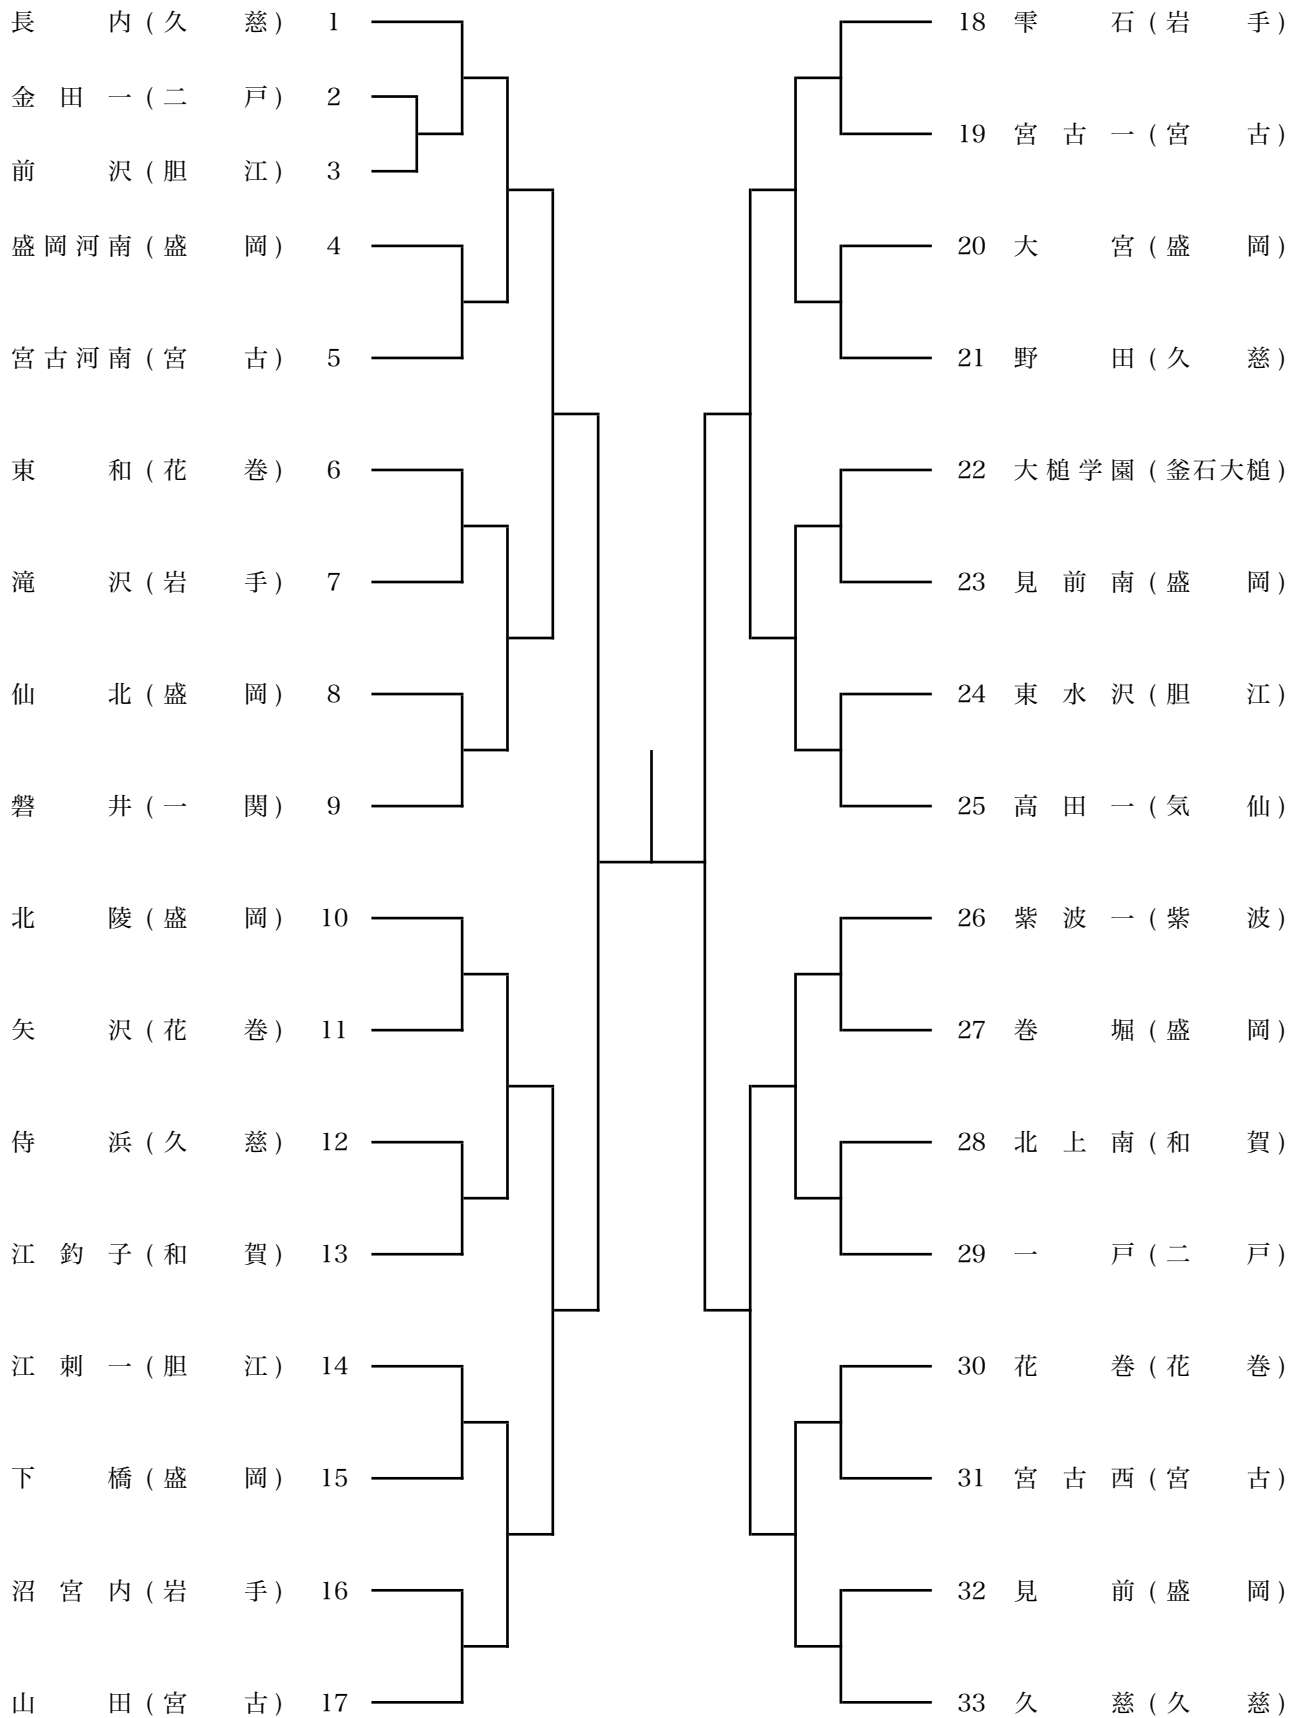 長内(久慈) 1
金田一(二戸) 2
前沢(胆江) 3
盛岡河南(盛岡) 4
宮古河南(宮古) 5
東和(花巻) 6
滝沢(岩手) 7
仙北(盛岡) 8
磐井(一関) 9
北陵(盛岡) 10
矢沢(花巻) 11
侍浜(久慈) 12
江釣子(和賀) 13
江刺一(胆江) 14
下橋(盛岡) 15
沼宮内(岩手) 16
山田(宮古) 17
18 雫石(岩手)
19 宮古一(宮古)
20 大宮(盛岡)
21 野田(久慈)
22 大槌学園(釜石大槌)
23 見前南(盛岡)
24 東水沢(胆江)
25 高田一(気仙)
26 紫波一(紫波)
27 巻堀(盛岡)
28 北上南(和賀)
29 一戸(二戸)
30 花巻(花巻)
31 宮古西(宮古)
32 見前(盛岡)
33 久慈(久慈)